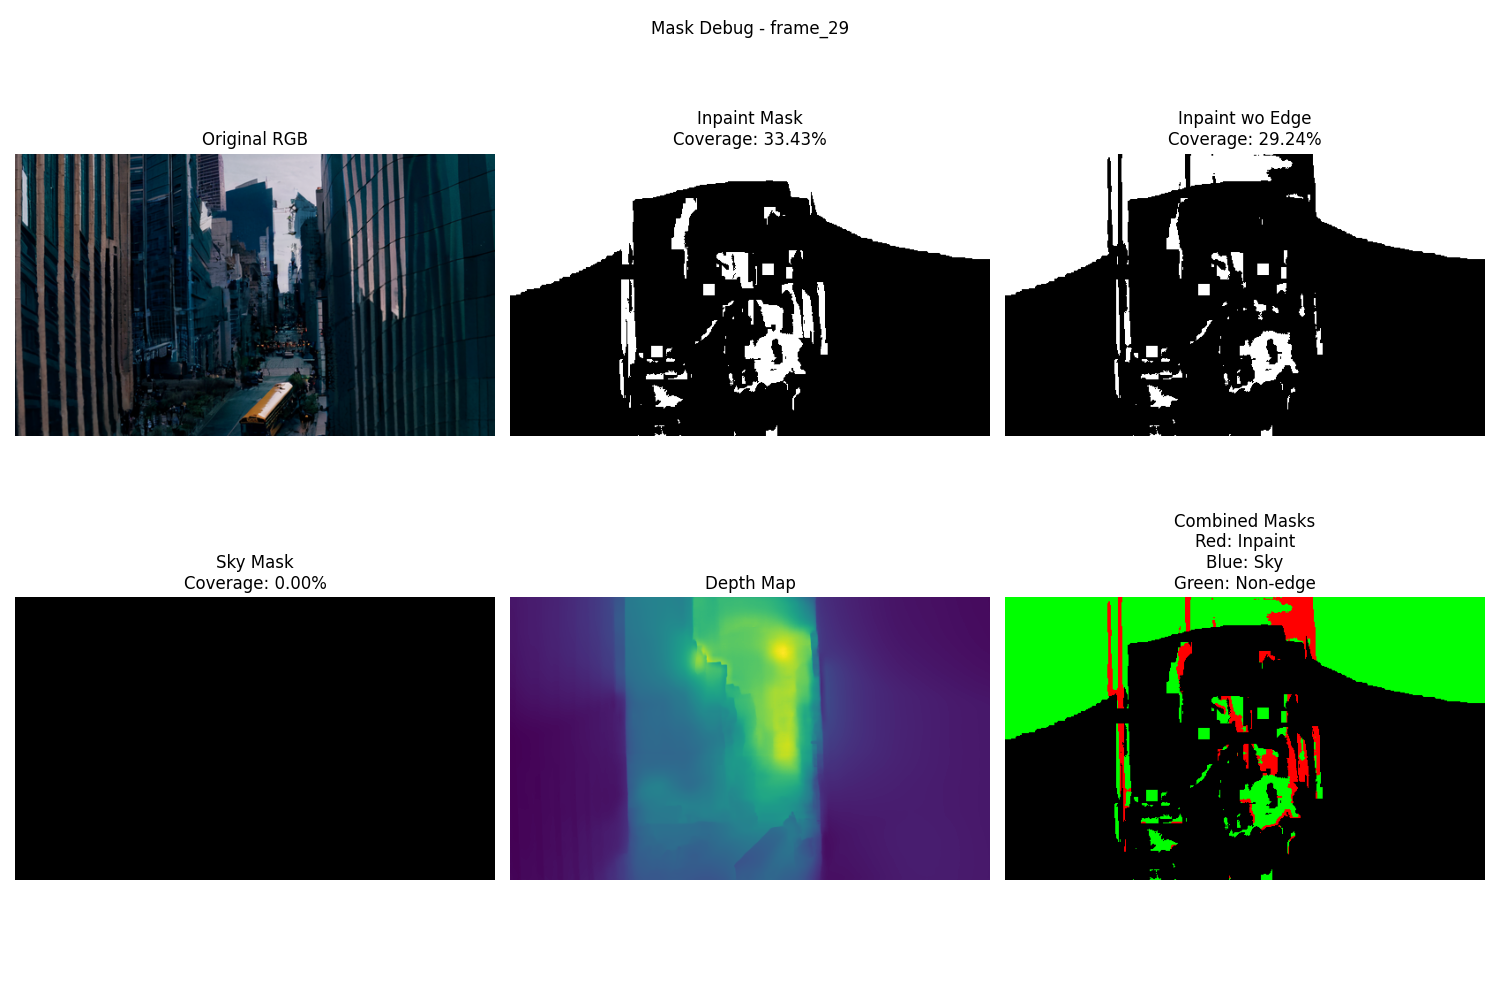 Mask Debug - frame_29
Original RGB
Inpaint Mask
Coverage: 33.43%
Inpaint wo Edge
Coverage: 29.24%
Sky Mask
Coverage: 0.00%
Depth Map
Combined Masks
Red: Inpaint
Blue: Sky
Green: Non-edge